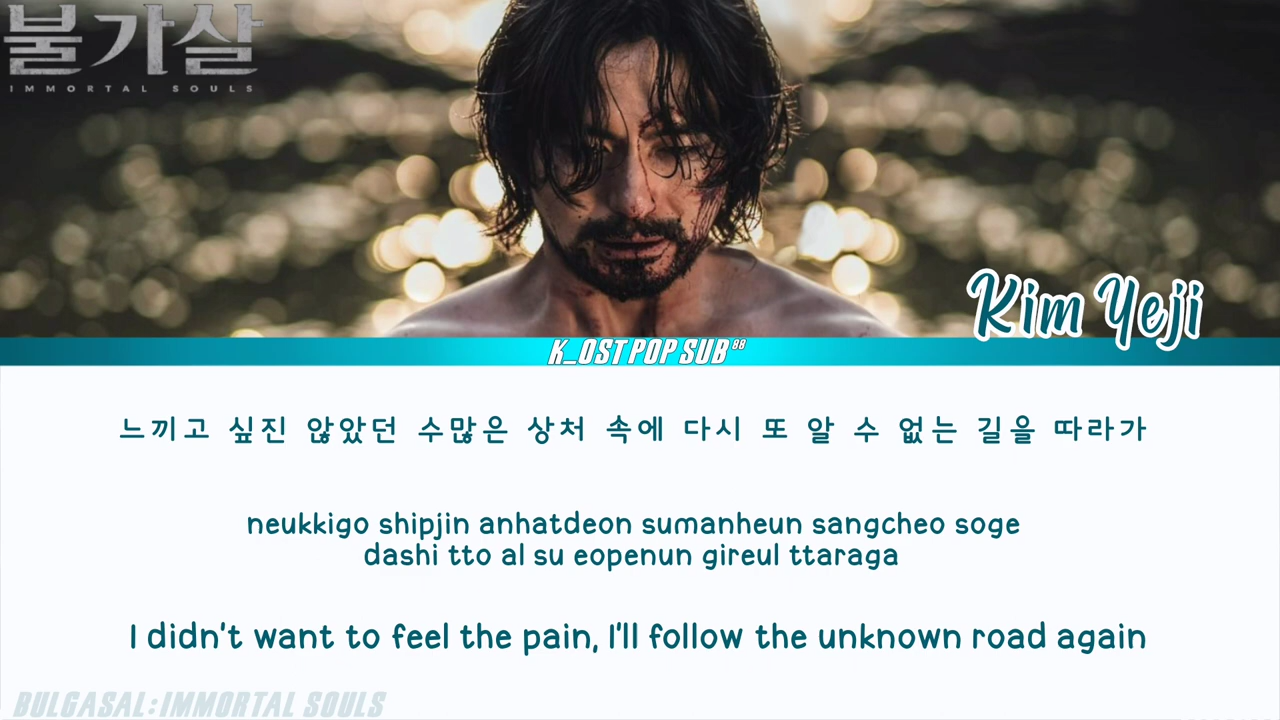 불가살
IMMORTAL SOULS
Kim Yeji
K_OST POP SUB 88
느끼고 싶진 않았던 수많은 상처 속에 다시 또 알 수 없는 길을 따라가
neukkigo shipjin anhatdeon sumanheun sangcheo soge
dashi tto al su eopenun gireul ttaraga
I didn't want to feel the pain, I'll follow the unknown road again
BULGASAL:IMMORTAL SOULS